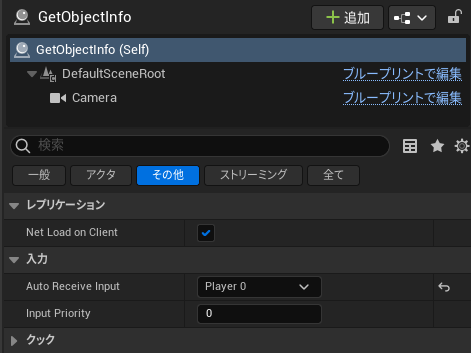 GetObjectInfo
追加
GetObjectInfo (Self)
DefaultSceneRoot ブループリントで編集
Camera ブループリントで編集
検索
一般 アクタ その他 ストリーミング 全て
レプリケーション
Net Load on Client
入力
Auto Receive Input Player 0
Input Priority 0
クック